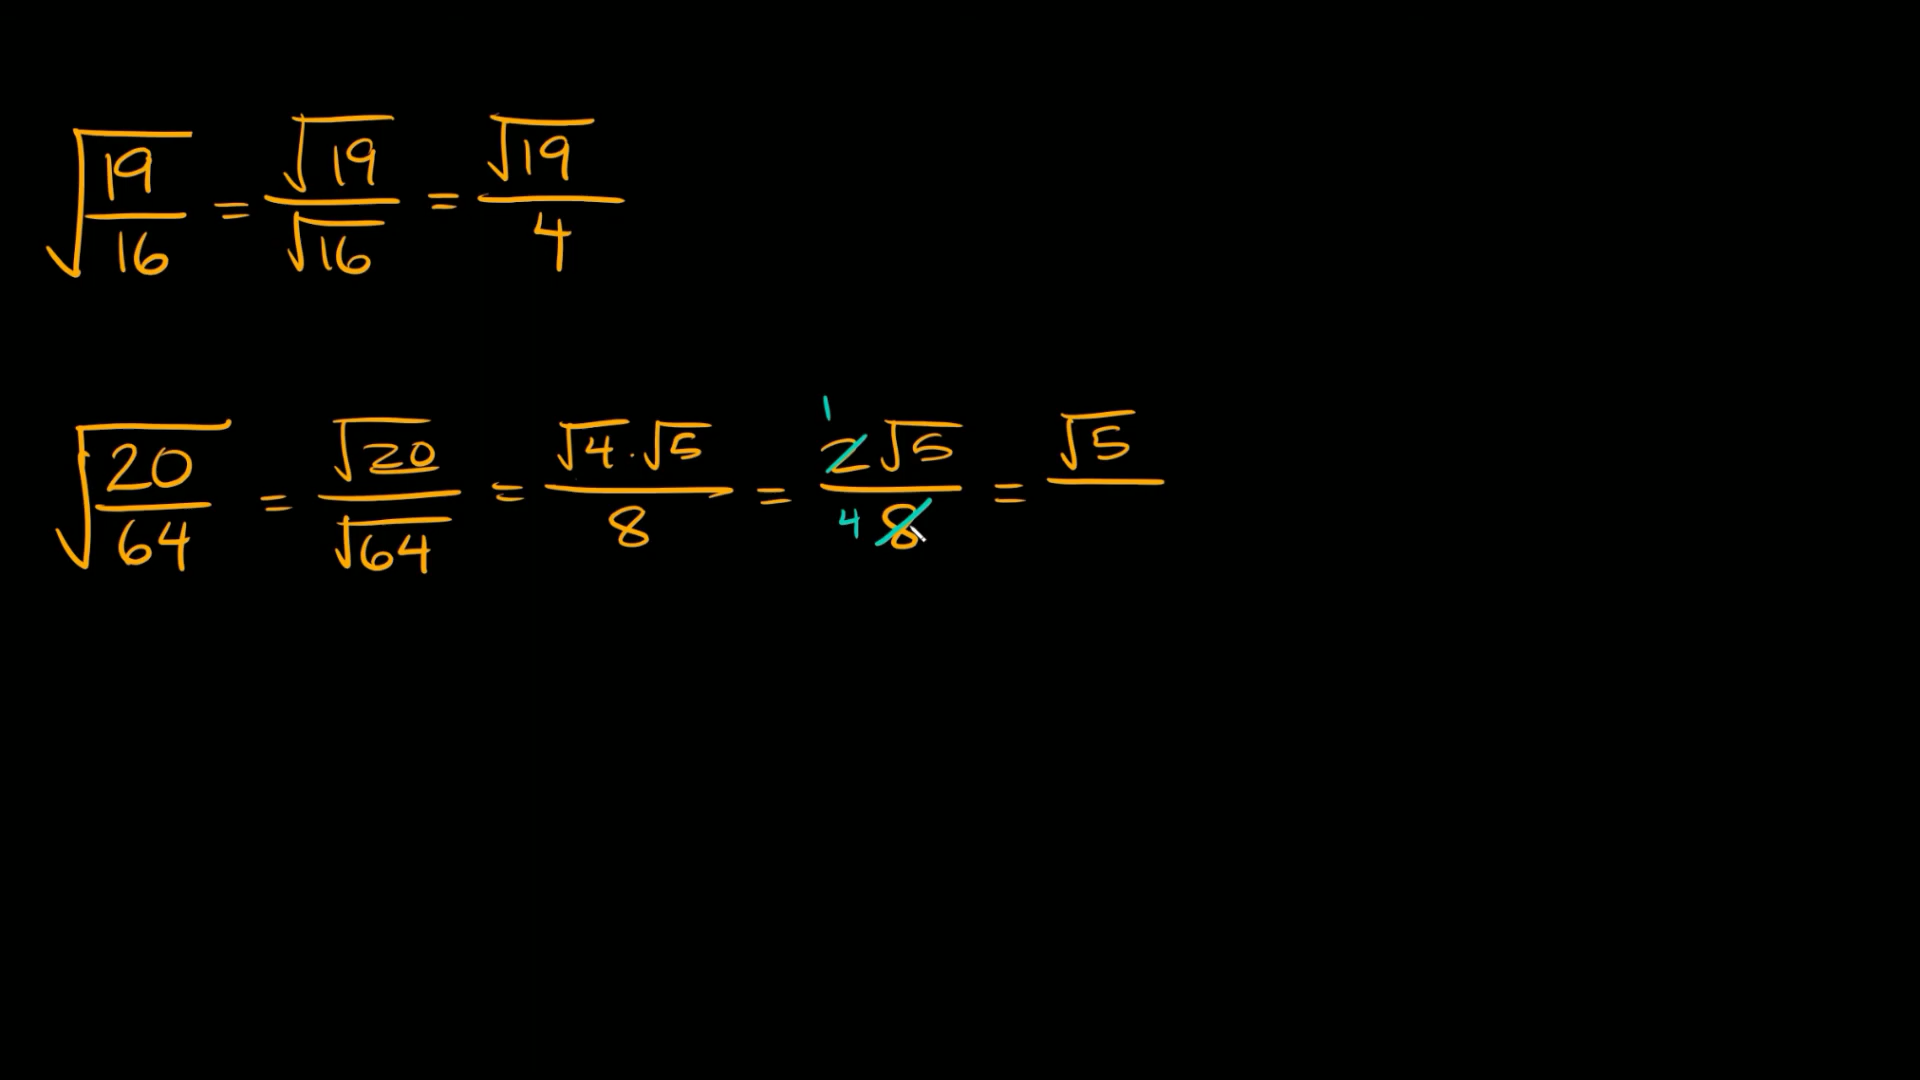 √(19/16) = √19/√16 = √19/4
√(20/64) = √20/√64 = √4·√5/8 = 1 2√5/4 8 = √5/